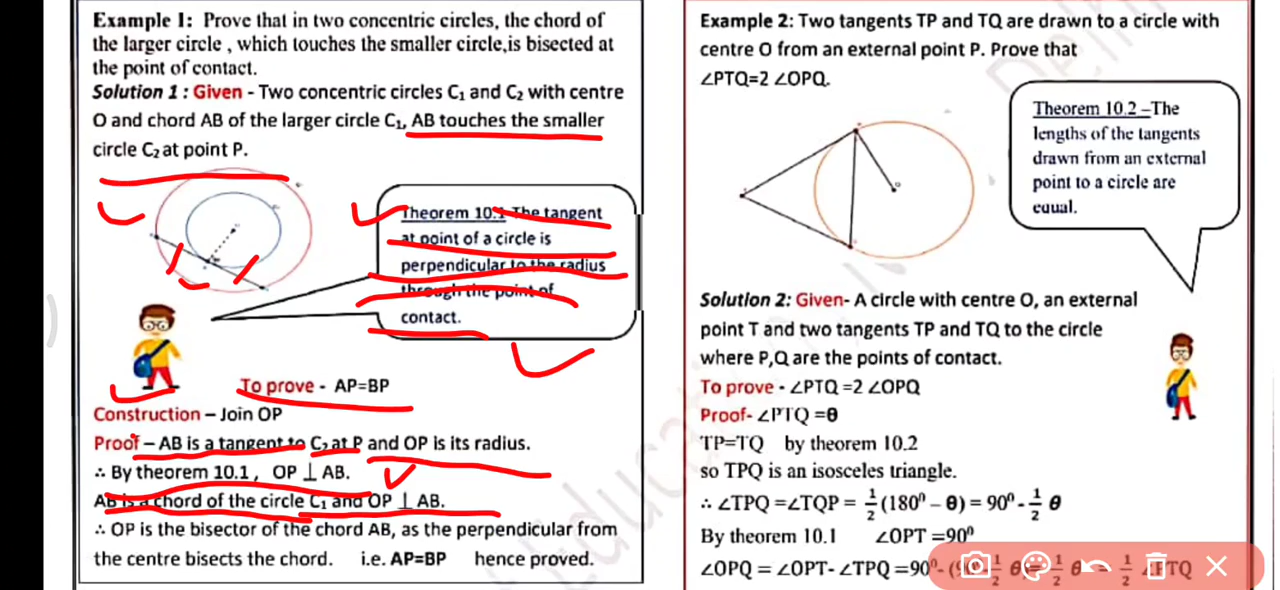 Example 1: Prove that in two concentric circles, the chord of
the larger circle , which touches the smaller circle,is bisected at
the point of contact.
Solution 1 : Given - Two concentric circles C₁ and C₂ with centre
O and chord AB of the larger circle C₁, AB touches the smaller
circle C₂ at point P.
Theorem 10.1 The tangent
at point of a circle is
perpendicular to the radius
through the point of
contact.
To prove - AP=BP
Construction – Join OP
Proof – AB is a tangent to C₂ at P and OP is its radius.
∴ By theorem 10.1 , OP ⊥ AB.
AB is a chord of the circle C₁ and OP ⊥ AB.
∴ OP is the bisector of the chord AB, as the perpendicular from
the centre bisects the chord. i.e. AP=BP hence proved.
Example 2: Two tangents TP and TQ are drawn to a circle with
centre O from an external point P. Prove that
∠PTQ=2 ∠OPQ.
Theorem 10.2 –The
lengths of the tangents
drawn from an external
point to a circle are
equal.
Solution 2: Given- A circle with centre O, an external
point T and two tangents TP and TQ to the circle
where P,Q are the points of contact.
To prove - ∠PTQ =2 ∠OPQ
Proof- ∠PTQ =θ
TP=TQ by theorem 10.2
so TPQ is an isosceles triangle.
∴ ∠TPQ =∠TQP = 1/2 (180⁰ – θ) = 90⁰ - 1/2 θ
By theorem 10.1 ∠OPT =90⁰
∠OPQ = ∠OPT- ∠TPQ =90⁰- (90⁰- 1/2 θ)= 1/2 θ = 1/2 ∠PTQ